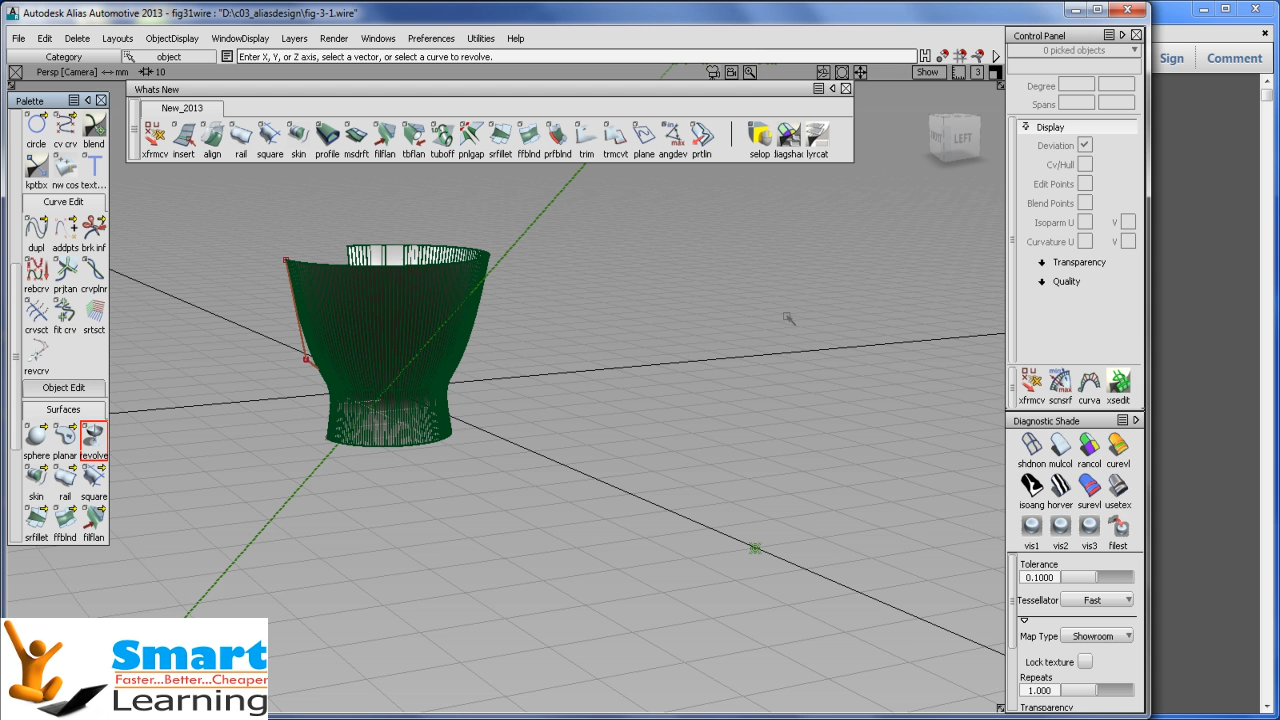 Autodesk Alias Automotive 2013 - fig31wire : "D:\c03_aliasdesign\fig-3-1.wire"
File Edit Delete Layouts ObjectDisplay WindowDisplay Layers Render Windows Preferences Utilities Help
Category object Enter X, Y, or Z axis, select a vector, or select a curve to revolve.
Persp [Camera] mm 10 Show 3
Control Panel
0 picked objects
Degree
Spans
Display
Deviation
Cv/Hull
Edit Points
Blend Points
Isoparm U V
Curvature U V
Transparency
Quality
xfrmcv scnsrf curva xsedit
Diagnostic Shade
shdnon mulcol rancol curevl
isoang horver surevl usetex
vis1 vis2 vis3 filest
Tolerance
0.1000
Tessellator Fast
Map Type Showroom
Lock texture
Repeats
1.000
Transparency
Whats New
New_2013
xfrmcv insert align rail square skin profile msdrft filflan tbflan tuboff pnlgap srfillet ffblnd prfblnd trim trmcvt plane angdev prtlin selop liagshar lyrcat
Palette
circle cv crv blend
kptbx nw cos text...
Curve Edit
dupl addpts brk inf
rebcrv prjtan crvplnr
crvsct fit crv srtsct
revcrv
Object Edit
Surfaces
sphere planar revolve
skin rail square
srfillet ffblnd filflan
LEFT
Sign Comment
Smart
Faster...Better...Cheaper
Learning